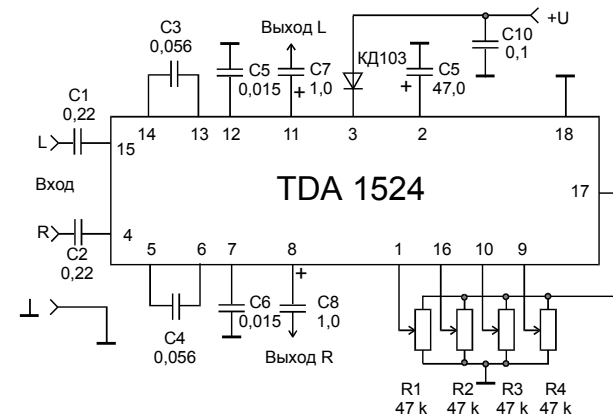 C3
0,056
Выход L
+U
C10
0,1
КД103
C5
0,015
C7
1,0
C5
47,0
C1
0,22
14
13
12
11
3
2
18
L
15
Вход
TDA 1524
17
R
4
C2
0,22
5
6
7
8
1
16
10
9
C6
0,015
C8
1,0
C4
0,056
Выход R
R1
47 k
R2
47 k
R3
47 k
R4
47 k